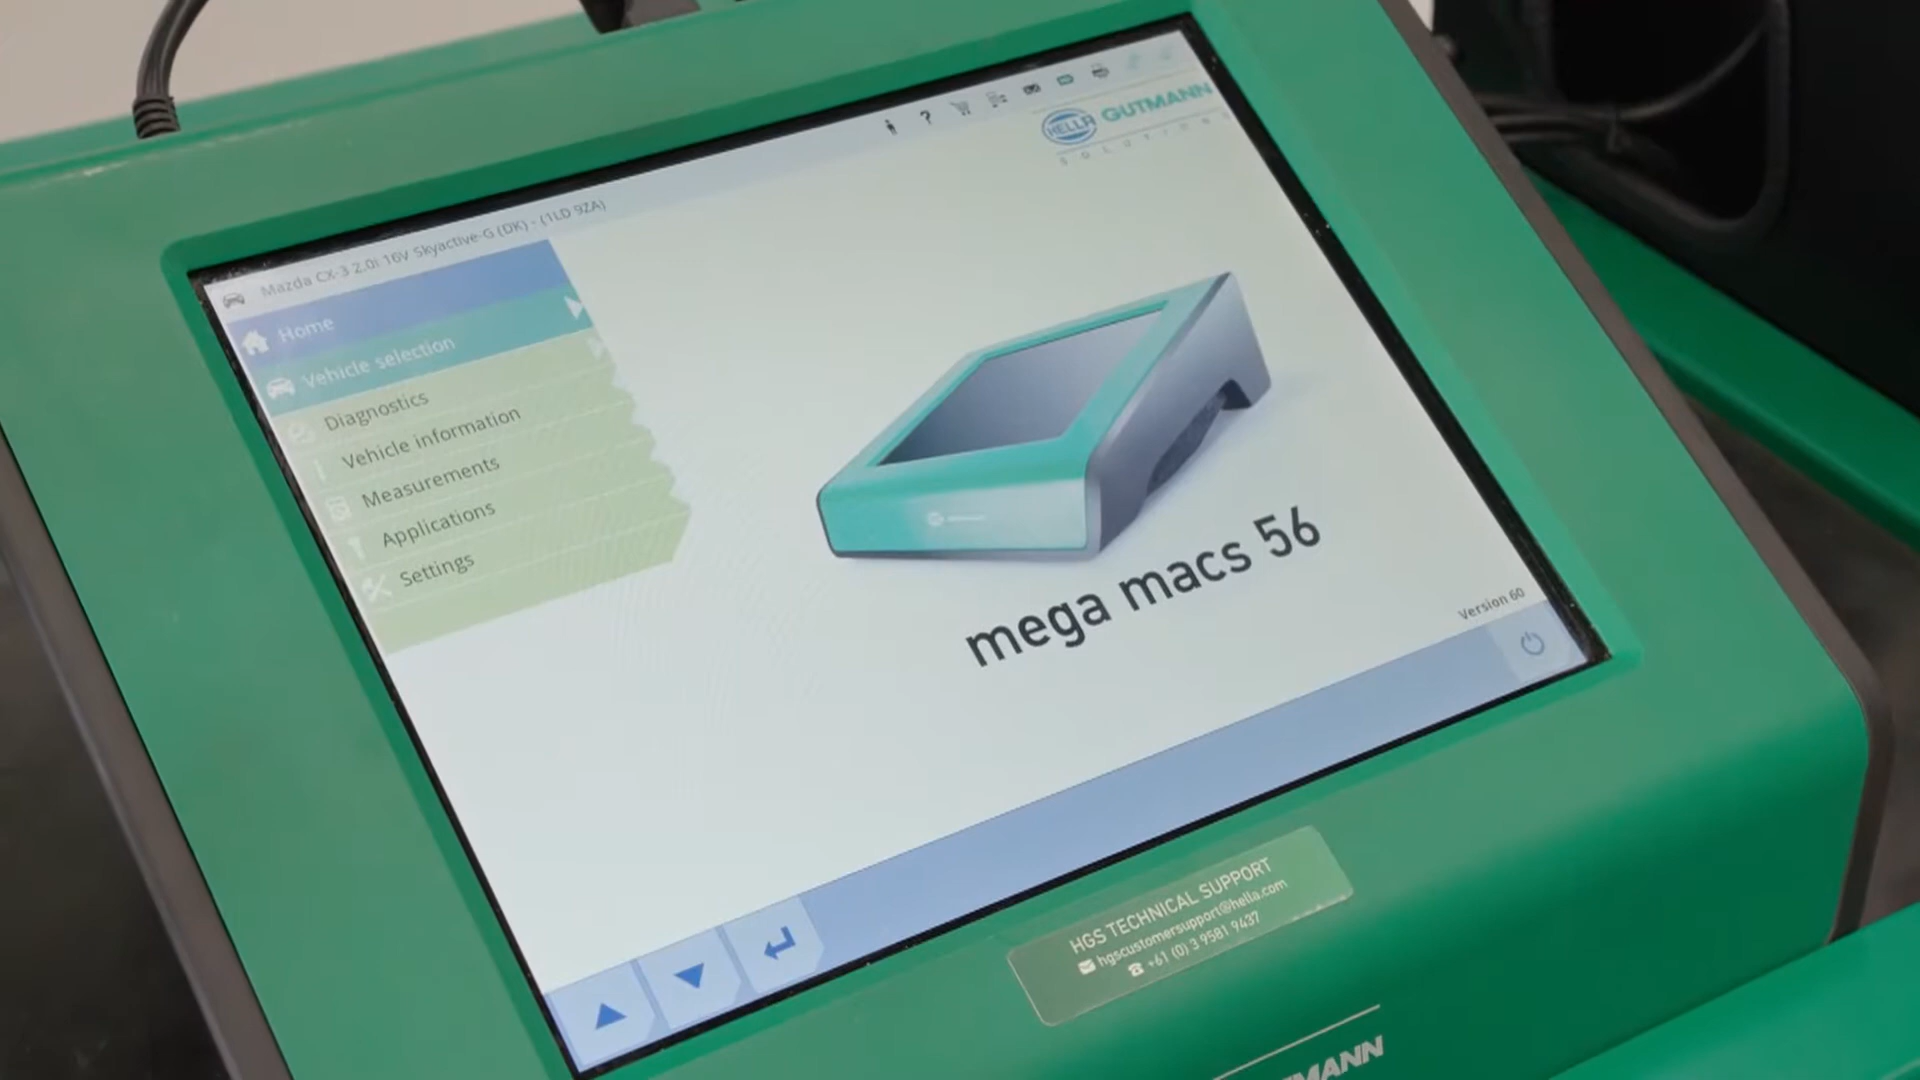 HELLA GUTMANN
SOLUTIONS
Mazda CX-3 2.0i 16V Skyactive-G (DK) - (1LD 9ZA)
Home
Vehicle selection
Diagnostics
Vehicle information
Measurements
Applications
Settings
mega macs 56
Version 60
HGS TECHNICAL SUPPORT
hgscustomersupport@hella.com
+61 (0) 3 9581 9437